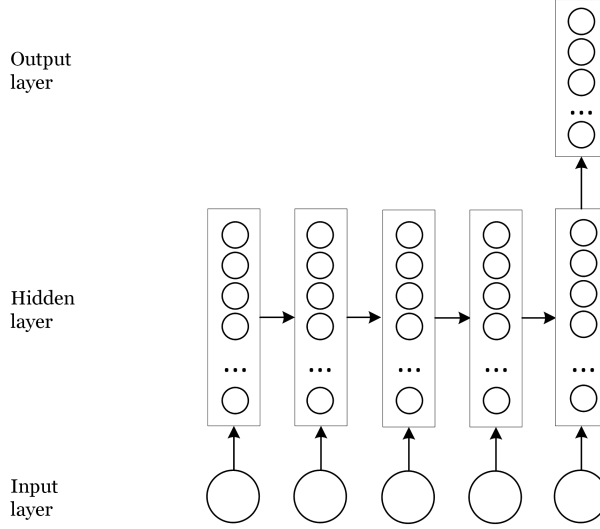 Output
layer
...
Hidden
layer
... ... ... ... ...
Input
layer